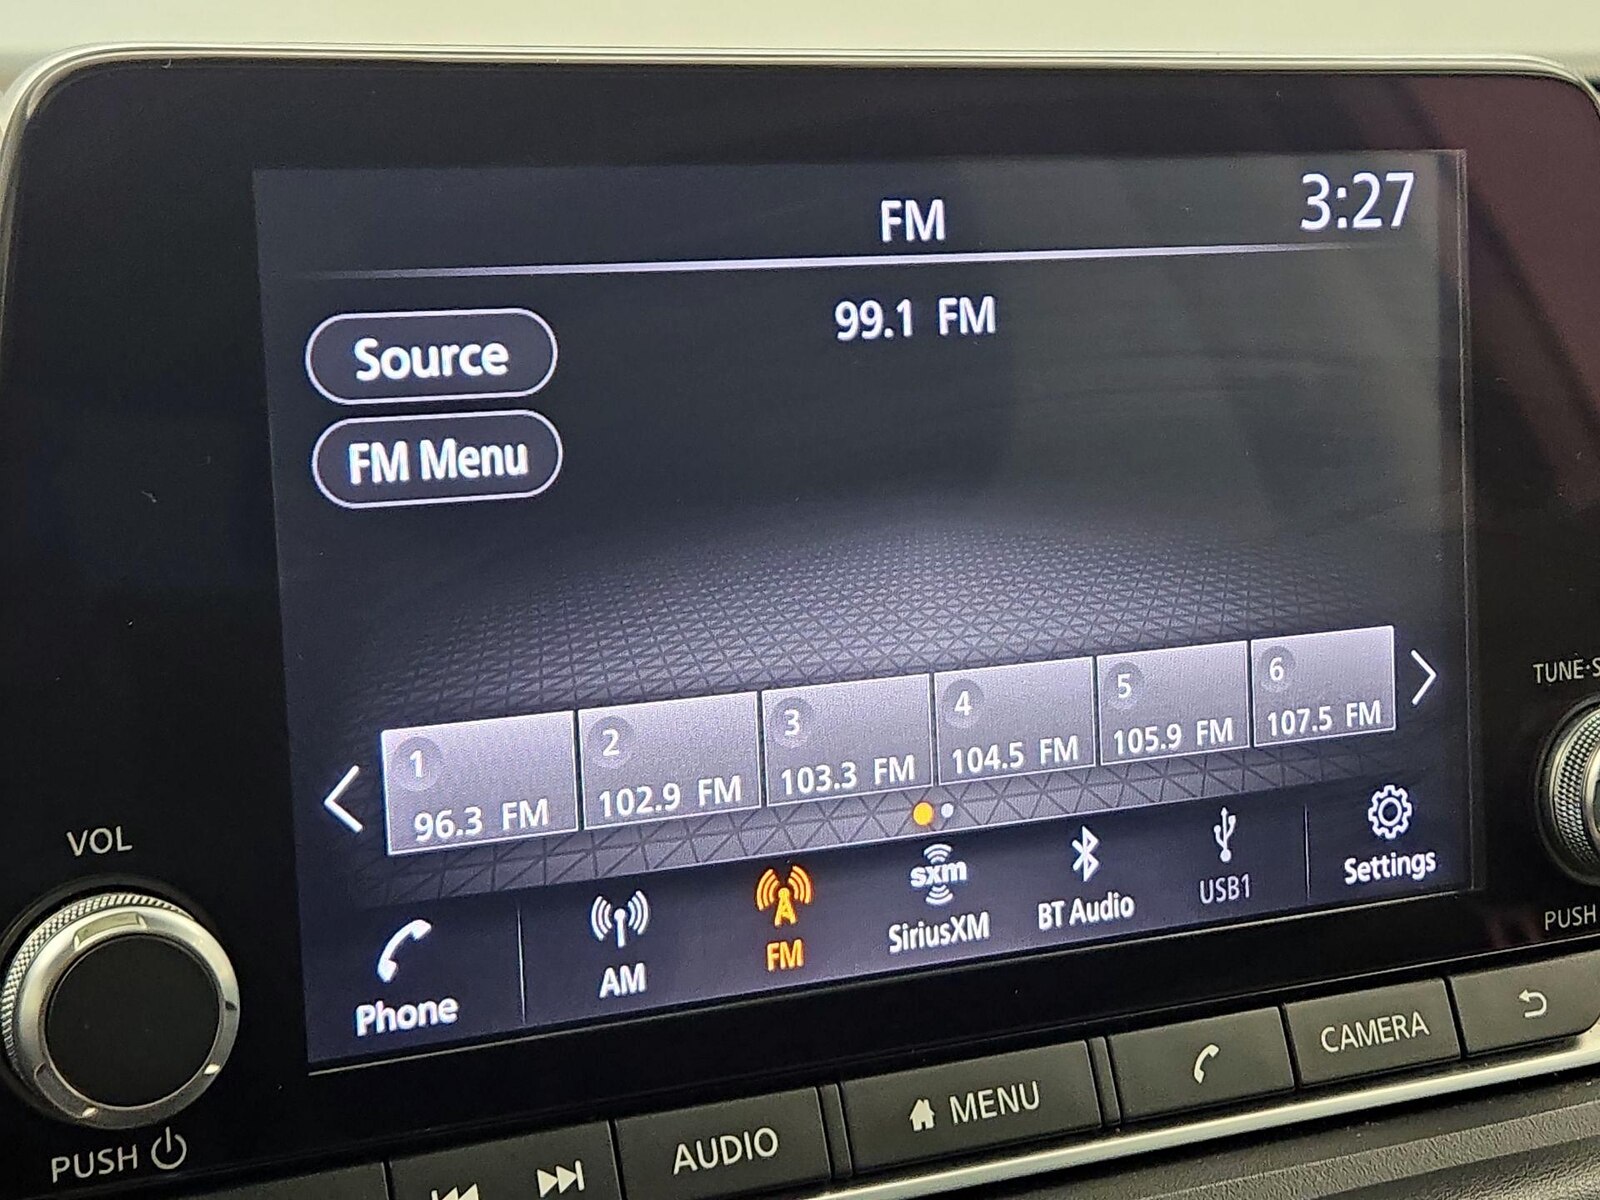 FM
3:27
99.1 FM
Source
FM Menu
1
96.3 FM
2
102.9 FM
3
103.3 FM
4
104.5 FM
5
105.9 FM
6
107.5 FM
Phone
AM
FM
sxm
SiriusXM
BT Audio
USB1
Settings
VOL
PUSH
TUNE·S
PUSH
AUDIO
MENU
CAMERA